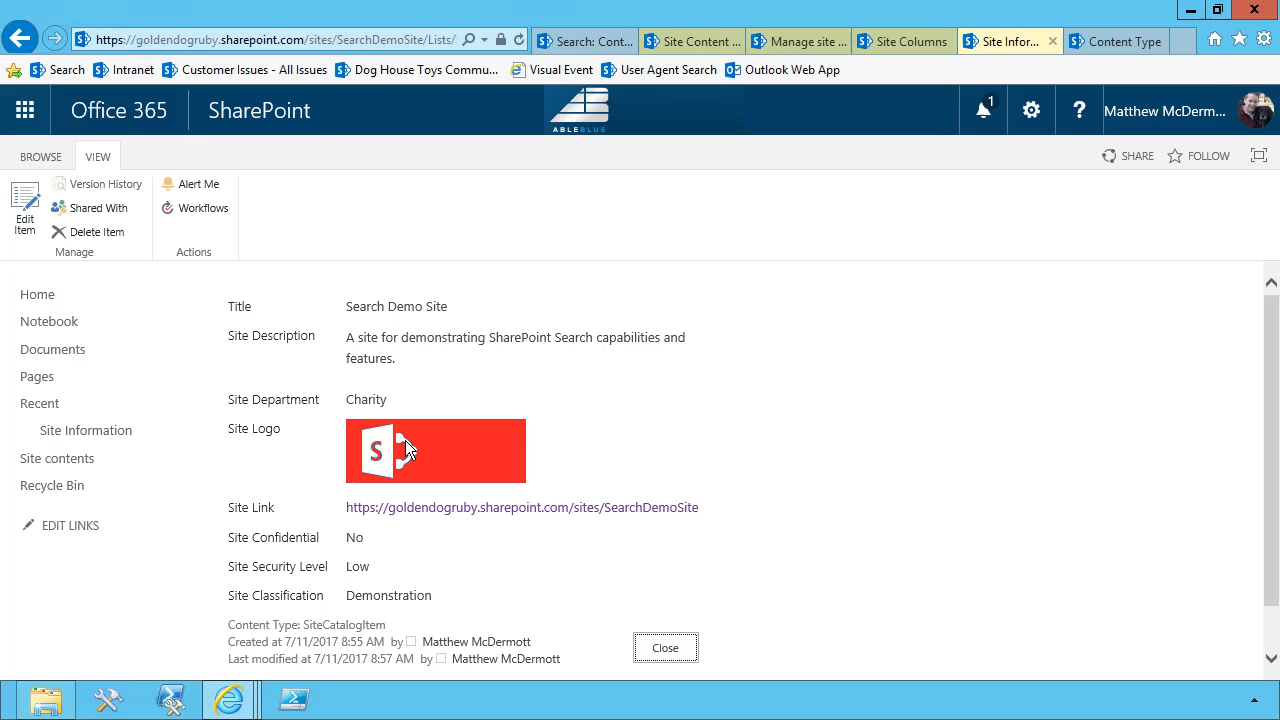 https://goldendogruby.sharepoint.com/sites/SearchDemoSite/Lists/
Search: Cont...
Site Content ...
Manage site ...
Site Columns
Site Infor...
Content Type
Search
Intranet
Customer Issues - All Issues
Dog House Toys Commu...
Visual Event
User Agent Search
Outlook Web App
Office 365
SharePoint
ABLEBLUE
1
?
Matthew McDerm...
BROWSE
VIEW
SHARE
FOLLOW
Edit
Item
Version History
Shared With
Delete Item
Manage
Alert Me
Workflows
Actions
Home
Notebook
Documents
Pages
Recent
Site Information
Site contents
Recycle Bin
EDIT LINKS
Title
Search Demo Site
Site Description
A site for demonstrating SharePoint Search capabilities and
features.
Site Department
Charity
Site Logo
S
Site Link
https://goldendogruby.sharepoint.com/sites/SearchDemoSite
Site Confidential
No
Site Security Level
Low
Site Classification
Demonstration
Content Type: SiteCatalogItem
Created at 7/11/2017 8:55 AM by Matthew McDermott
Last modified at 7/11/2017 8:57 AM by Matthew McDermott
Close